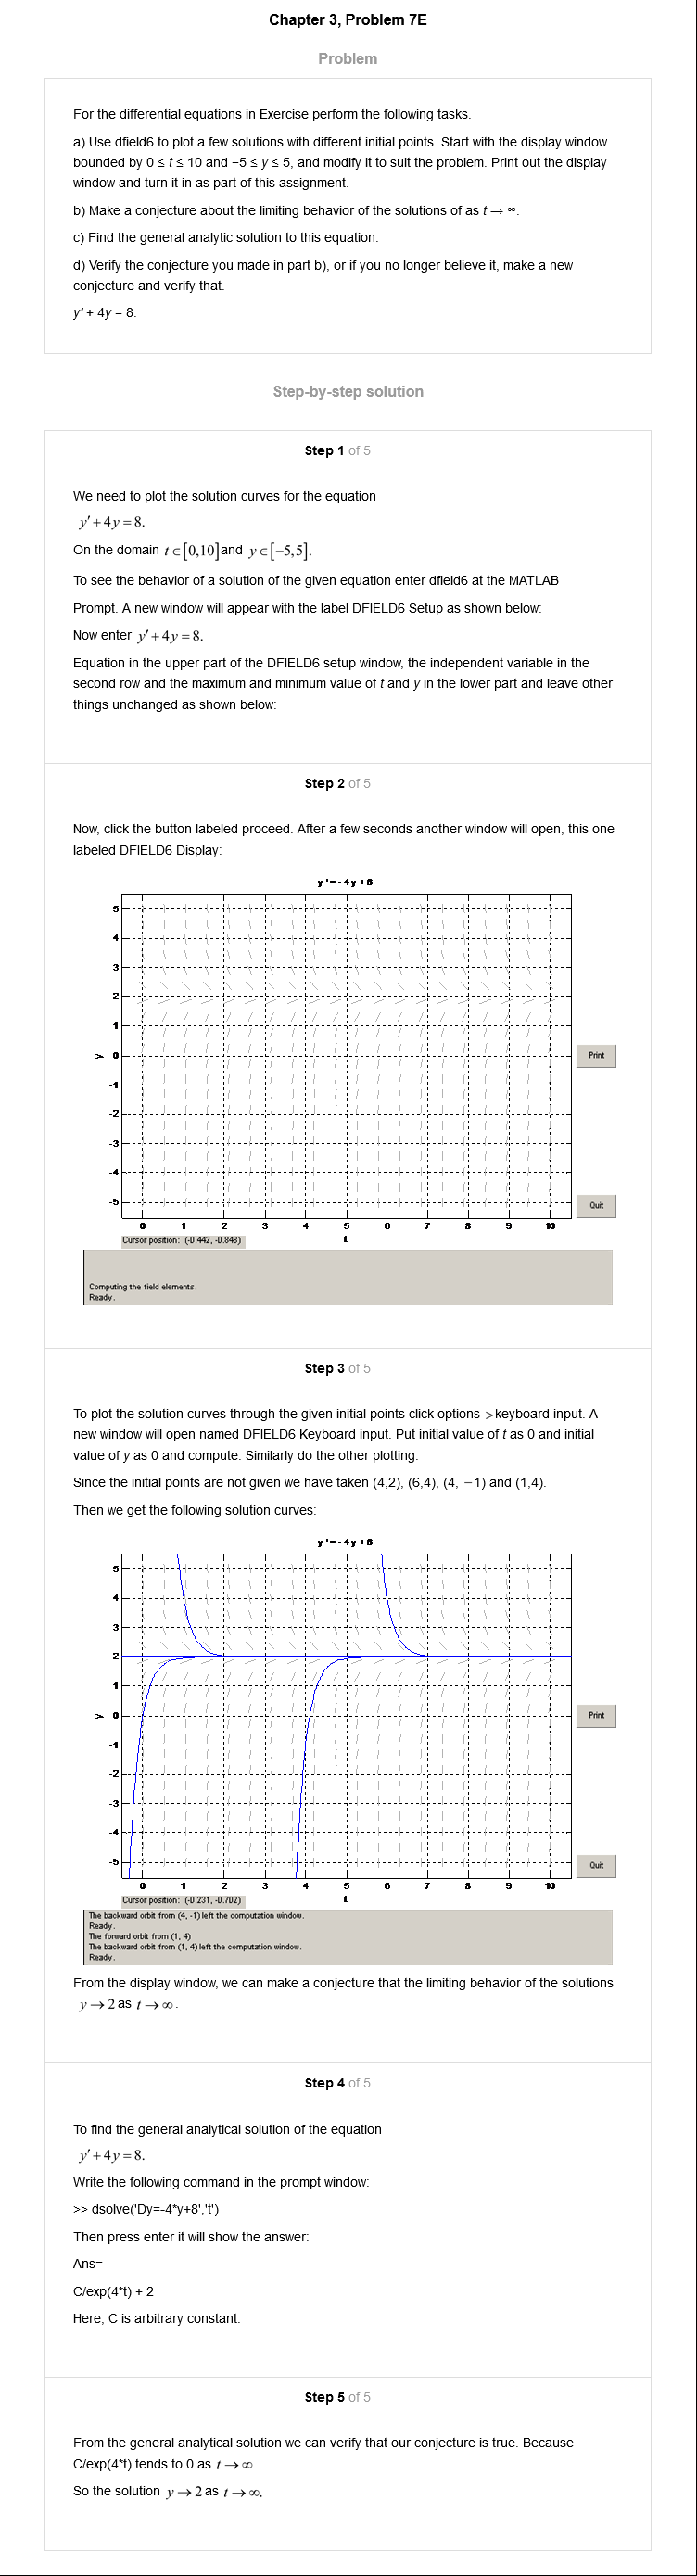 Chapter 3, Problem 7E
Problem
For the differential equations in Exercise perform the following tasks.
a) Use dfield6 to plot a few solutions with different initial points. Start with the display window
bounded by 0 ≤ t ≤ 10 and −5 ≤ y ≤ 5, and modify it to suit the problem. Print out the display
window and turn it in as part of this assignment.
b) Make a conjecture about the limiting behavior of the solutions of as t → ∞.
c) Find the general analytic solution to this equation.
d) Verify the conjecture you made in part b), or if you no longer believe it, make a new
conjecture and verify that.
y′ + 4y = 8.
Step-by-step solution
Step 1 of 5
We need to plot the solution curves for the equation
y′ + 4y = 8.
On the domain t ∈ [0,10] and y ∈ [−5,5].
To see the behavior of a solution of the given equation enter dfield6 at the MATLAB
Prompt. A new window will appear with the label DFIELD6 Setup as shown below:
Now enter y′ + 4y = 8.
Equation in the upper part of the DFIELD6 setup window, the independent variable in the
second row and the maximum and minimum value of t and y in the lower part and leave other
things unchanged as shown below:
Step 2 of 5
Now, click the button labeled proceed. After a few seconds another window will open, this one
labeled DFIELD6 Display:
y ' = - 4 y + 8
5
4
3
2
1
y 0
-1
-2
-3
-4
-5
Print
Quit
0 1 2 3 4 5 6 7 8 9 10
Cursor position: (-0.442, -0.848)
t
Computing the field elements.
Ready.
Step 3 of 5
To plot the solution curves through the given initial points click options >keyboard input. A
new window will open named DFIELD6 Keyboard input. Put initial value of t as 0 and initial
value of y as 0 and compute. Similarly do the other plotting.
Since the initial points are not given we have taken (4,2), (6,4), (4, −1) and (1,4).
Then we get the following solution curves:
y ' = - 4 y + 8
5
4
3
2
1
y 0
-1
-2
-3
-4
-5
Print
Quit
0 1 2 3 4 5 6 7 8 9 10
Cursor position: (-0.231, -0.702)
t
The backward orbit from (4, -1) left the computation window.
Ready.
The forward orbit from (1, 4)
The backward orbit from (1, 4) left the computation window.
Ready.
From the display window, we can make a conjecture that the limiting behavior of the solutions
y → 2 as t → ∞.
Step 4 of 5
To find the general analytical solution of the equation
y′ + 4y = 8.
Write the following command in the prompt window:
>> dsolve('Dy=-4*y+8','t')
Then press enter it will show the answer:
Ans=
C/exp(4*t) + 2
Here, C is arbitrary constant.
Step 5 of 5
From the general analytical solution we can verify that our conjecture is true. Because
C/exp(4*t) tends to 0 as t → ∞.
So the solution y → 2 as t → ∞.